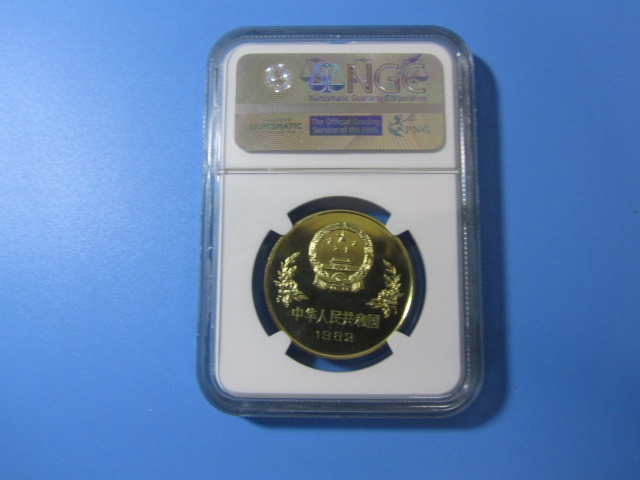 NGC
Numismatic Guaranty Corporation
NUMISMATIC
The Official Grading
Service of the
PNG
中华人民共和国
1982